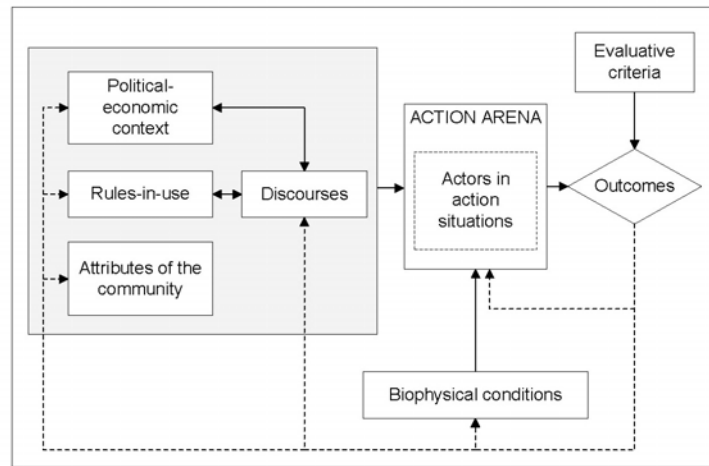 Political-
economic
context
Rules-in-use
Discourses
Attributes of the
community
ACTION ARENA
Actors in
action
situations
Evaluative
criteria
Outcomes
Biophysical conditions